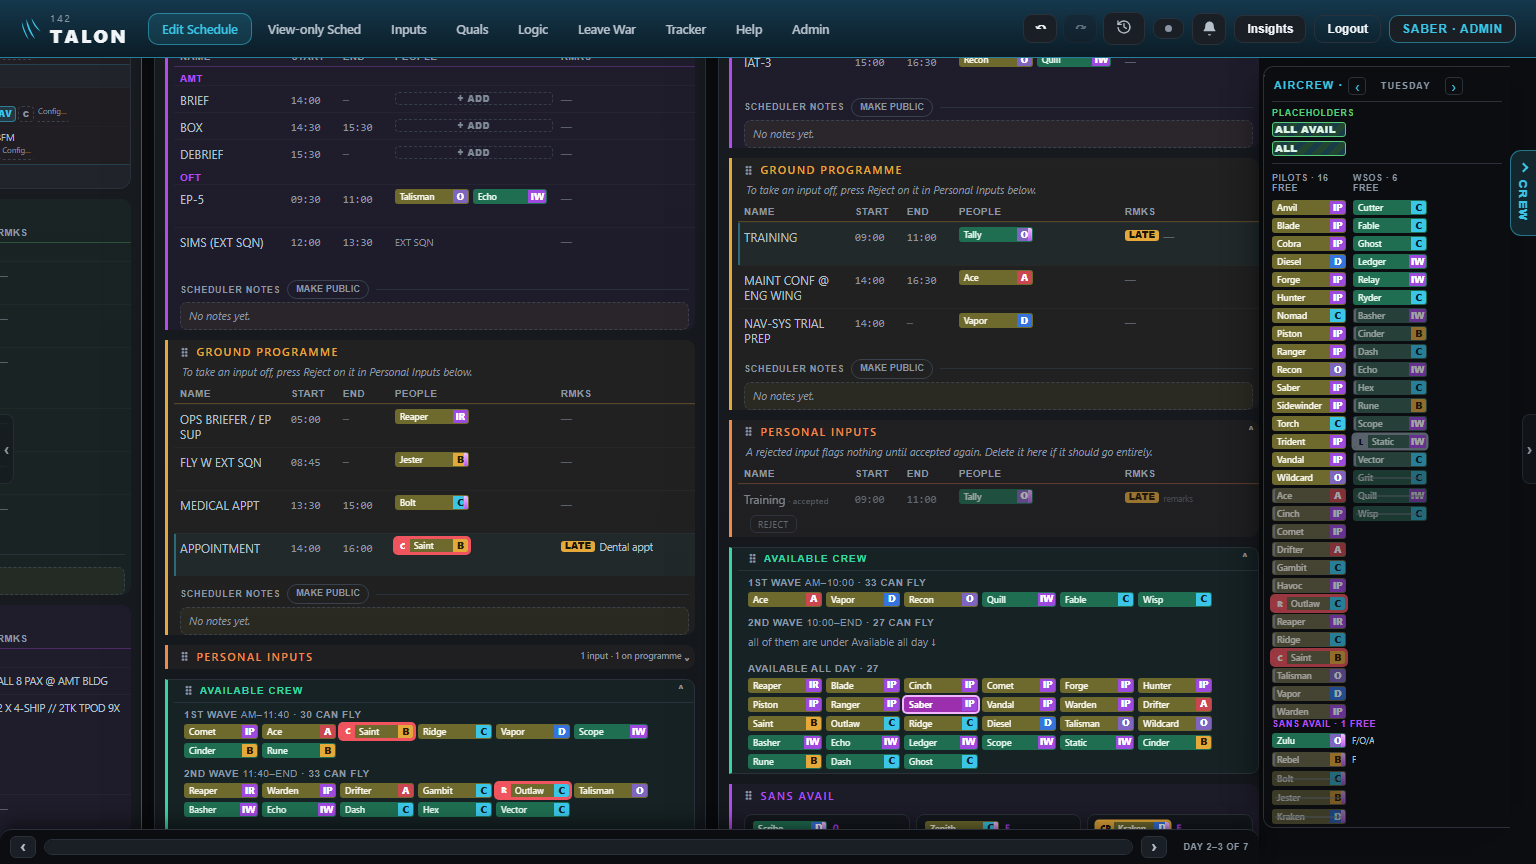 142
TALON
Edit Schedule
View-only Sched
Inputs
Quals
Logic
Leave War
Tracker
Help
Admin
Insights
Logout
SABER · ADMIN
AV C Config...
Config...
RMKS
RMKS
ALL 8 PAX @ AMT BLDG
2 X 4-SHIP // 2TK TPOD 9X
AMT
BRIEF 14:00 — + ADD —
BOX 14:30 15:30 + ADD —
DEBRIEF 15:30 — + ADD —
OFT
EP-5 09:30 11:00 Talisman O Echo IW —
SIMS (EXT SQN) 12:00 13:30 EXT SQN —
SCHEDULER NOTES MAKE PUBLIC
No notes yet.
GROUND PROGRAMME
To take an input off, press Reject on it in Personal Inputs below.
NAME START END PEOPLE RMKS
OPS BRIEFER / EP SUP 05:00 — Reaper IR —
FLY W EXT SQN 08:45 — Jester B —
MEDICAL APPT 13:30 15:00 Bolt C —
APPOINTMENT 14:00 16:00 C Saint B LATE Dental appt
SCHEDULER NOTES MAKE PUBLIC
No notes yet.
PERSONAL INPUTS 1 input · 1 on programme
AVAILABLE CREW
1ST WAVE AM–11:40 · 30 CAN FLY
Comet IP Ace A C Saint B Ridge C Vapor D Scope IW
Cinder B Rune B
2ND WAVE 11:40–END · 33 CAN FLY
Reaper IR Warden IP Drifter A Gambit C R Outlaw C Talisman O
Basher IW Echo IW Dash C Hex C Vector C
IAT-3 15:00 16:30 Recon O Quill IW —
SCHEDULER NOTES MAKE PUBLIC
No notes yet.
GROUND PROGRAMME
To take an input off, press Reject on it in Personal Inputs below.
NAME START END PEOPLE RMKS
TRAINING 09:00 11:00 Tally O LATE —
MAINT CONF @ ENG WING 14:00 16:30 Ace A —
NAV-SYS TRIAL PREP 14:00 — Vapor D —
SCHEDULER NOTES MAKE PUBLIC
No notes yet.
PERSONAL INPUTS
A rejected input flags nothing until accepted again. Delete it here if it should go entirely.
NAME START END PEOPLE RMKS
Training · accepted 09:00 11:00 Tally O LATE remarks
REJECT
AVAILABLE CREW
1ST WAVE AM–10:00 · 33 CAN FLY
Ace A Vapor D Recon O Quill IW Fable C Wisp C
2ND WAVE 10:00–END · 27 CAN FLY
all of them are under Available all day ↓
AVAILABLE ALL DAY · 27
Reaper IR Blade IP Cinch IP Comet IP Forge IP Hunter IP
Piston IP Ranger IP Saber IP Vandal IP Warden IP Drifter A
Saint B Outlaw C Ridge C Diesel D Talisman O Wildcard O
Basher IW Echo IW Ledger IW Scope IW Static IW Cinder B
Rune B Dash C Ghost C
SANS AVAIL
AIRCREW · ‹ TUESDAY ›
PLACEHOLDERS
ALL AVAIL
ALL
PILOTS · 16 FREE
WSOS · 6 FREE
Anvil IP Cutter C
Blade IP Fable C
Cobra IP Ghost C
Diesel D Ledger IW
Forge IP Relay IW
Hunter IP Ryder C
Nomad C Basher IW
Piston IP Cinder B
Ranger IP Dash C
Recon O Echo IW
Saber IP Hex C
Sidewinder IP Rune B
Torch C Scope IW
Trident IP L Static IW
Vandal IP Vector C
Wildcard O Grit C
Ace A Quill IW
Cinch IP Wisp C
Comet IP
Drifter A
Gambit C
Havoc IP
R Outlaw C
Reaper IR
Ridge C
C Saint B
Talisman O
Vapor D
Warden IP
SANS AVAIL · 1 FREE
Zulu O F/O/A
Rebel B F
Bolt C
Jester B
Kraken D
CREW
DAY 2–3 OF 7